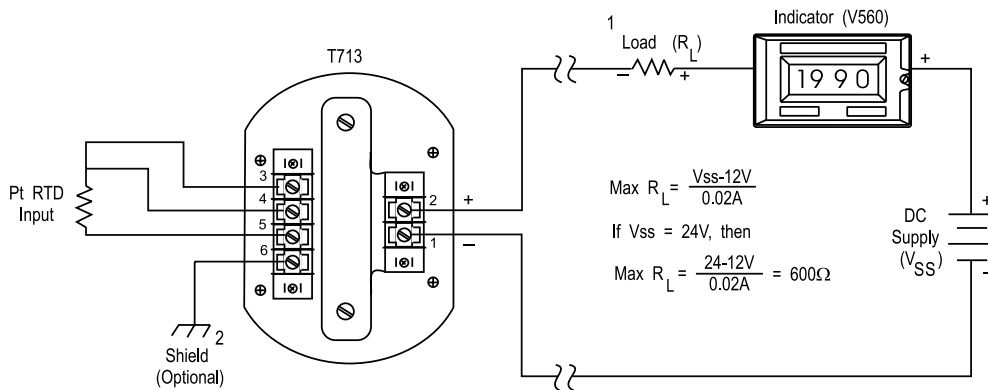 Indicator (V560)
1
Load (R_L)
T713
− +
+
1990
3
4
5
6
Pt RTD
Input
2 +
1 −
Max R_L = Vss-12V
0.02A
If Vss = 24V, then
Max R_L = 24-12V = 600Ω
0.02A
DC
Supply
(V_SS)
+
−
2
Shield
(Optional)